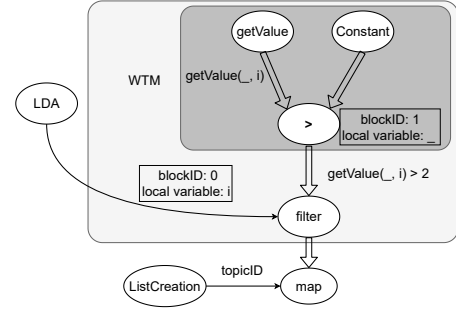 getValue
Constant
WTM
getValue(_, i)
LDA
>
blockID: 1
local variable: _
blockID: 0
local variable: i
getValue(_, i) > 2
filter
topicID
ListCreation
map